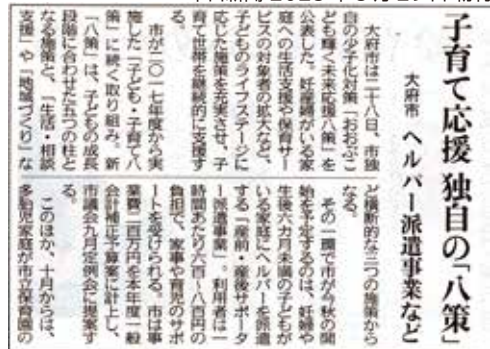 子育て応援 独自の「八策」
大府市 ヘルパー派遣事業など
大府市は二十八日、市独
自の少子化対策「おおぶこ
ども輝く未来応援八策」を
公表した。妊産婦がいる家
庭への生活支援や保育サー
ビスの対象者の拡大など、
子どものライフステージに
応じた施策を充実させ、子
育て世帯を継続的に支援す
る。
市が二〇一七年度から実
施した「子ども・子育て八
策」に続く取り組み。新
「八策」は、子どもの成長
段階に合わせた五つの柱と
なる施策と、「生活・相談
支援」や「地域づくり」な
ど横断的な三つの施策から
なる。
その一環で市が今秋の開
始を予定するのは、妊婦や
生後六カ月未満の子どもが
いる家庭にヘルパーを派遣
する「産前・産後サポータ
ー派遣事業」。利用者は一
時間あたり六百~八百円の
負担で、家事や育児のサポ
ートを受けられる。市は事
業費二百万円を本年度一般
会計補正予算案に計上し、
市議会九月定例会に提案す
る。
このほか、十月からは、
多胎児家庭が市立保育園の